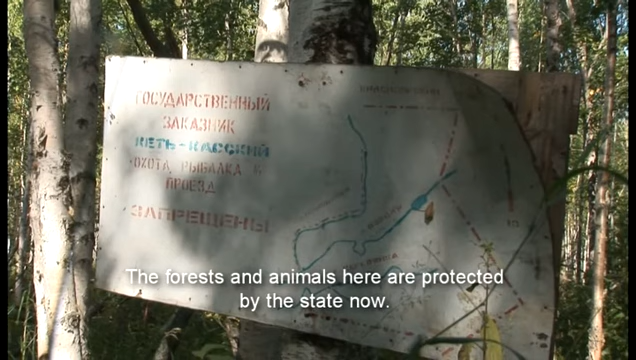 ГОСУДАРСТВЕННЫЙ
ЗАКАЗНИК
КЕТЬ-КАССКИЙ
ОХОТА РЫБАЛКА И
ПРОЕЗД
ЗАПРЕЩЕНЫ
The forests and animals here are protected
by the state now.